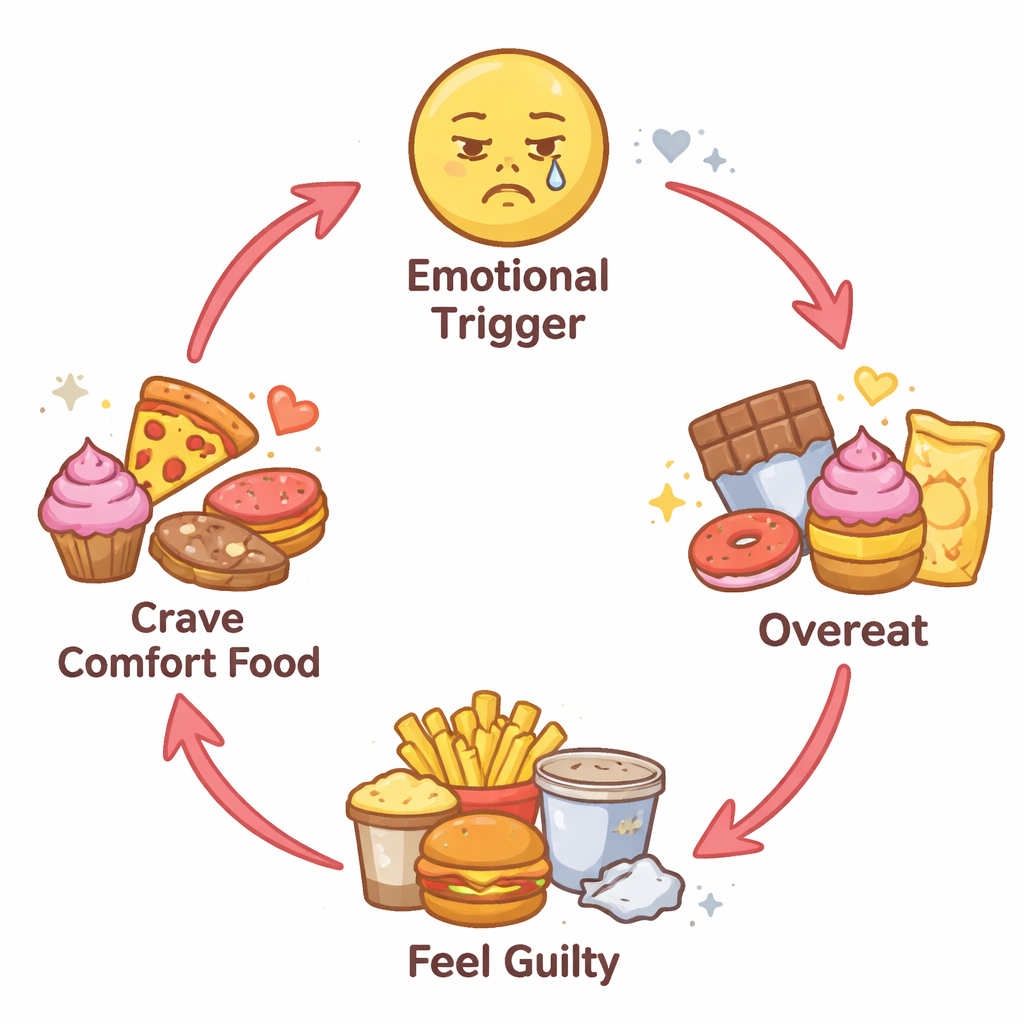 Emotional
Trigger
Overeat
Feel Guilty
Crave
Comfort Food